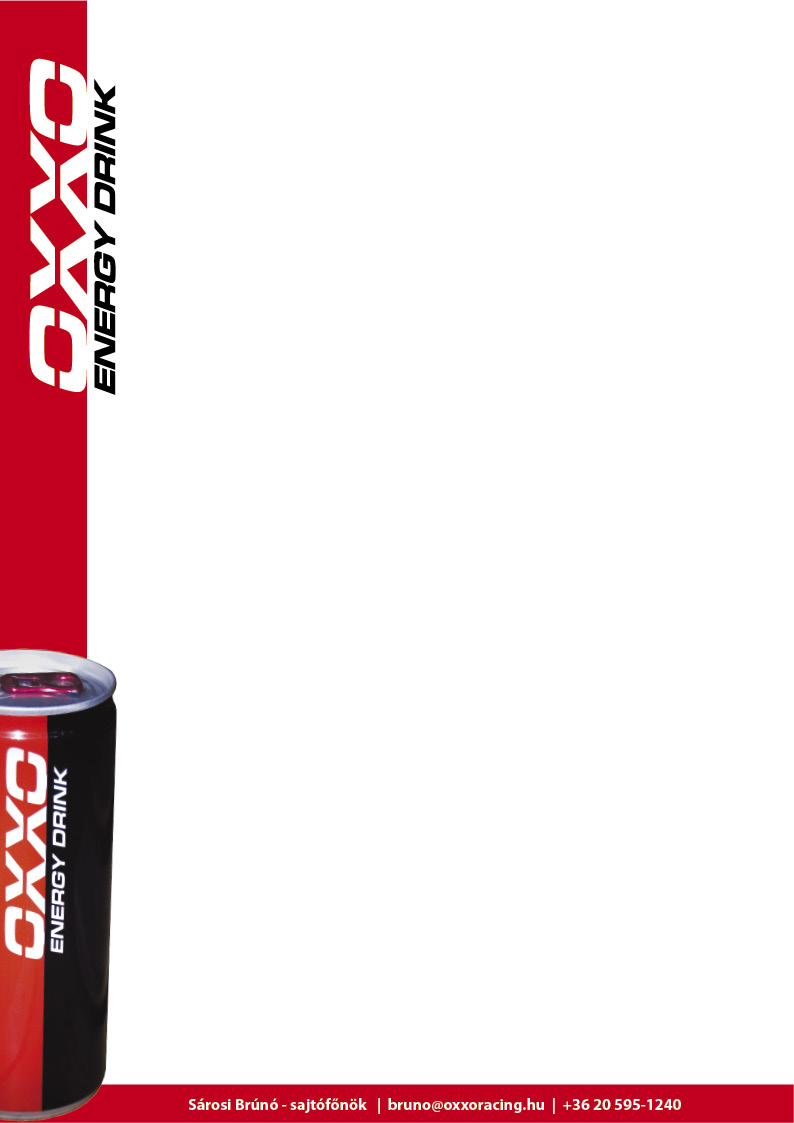 OXXO
ENERGY DRINK
OXXO
ENERGY DRINK
Sárosi Brúnó - sajtófőnök | bruno@oxxoracing.hu | +36 20 595-1240